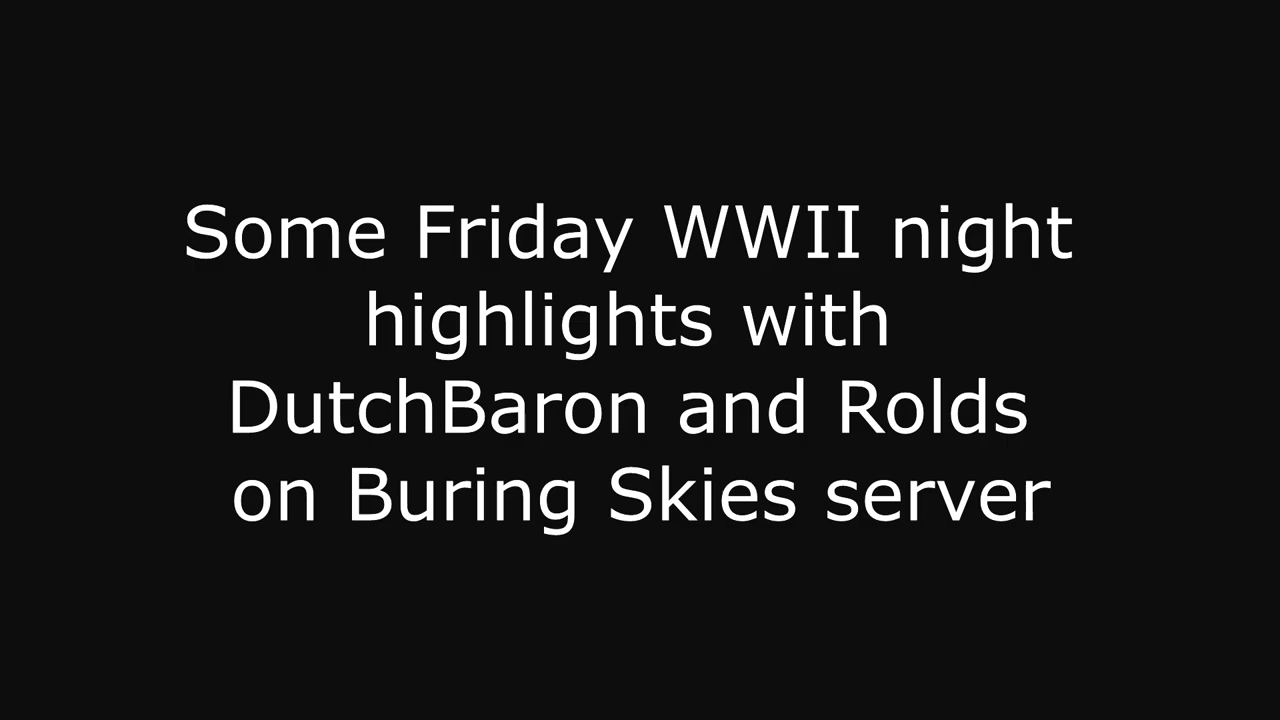 Some Friday WWII night
highlights with
DutchBaron and Rolds
on Buring Skies server